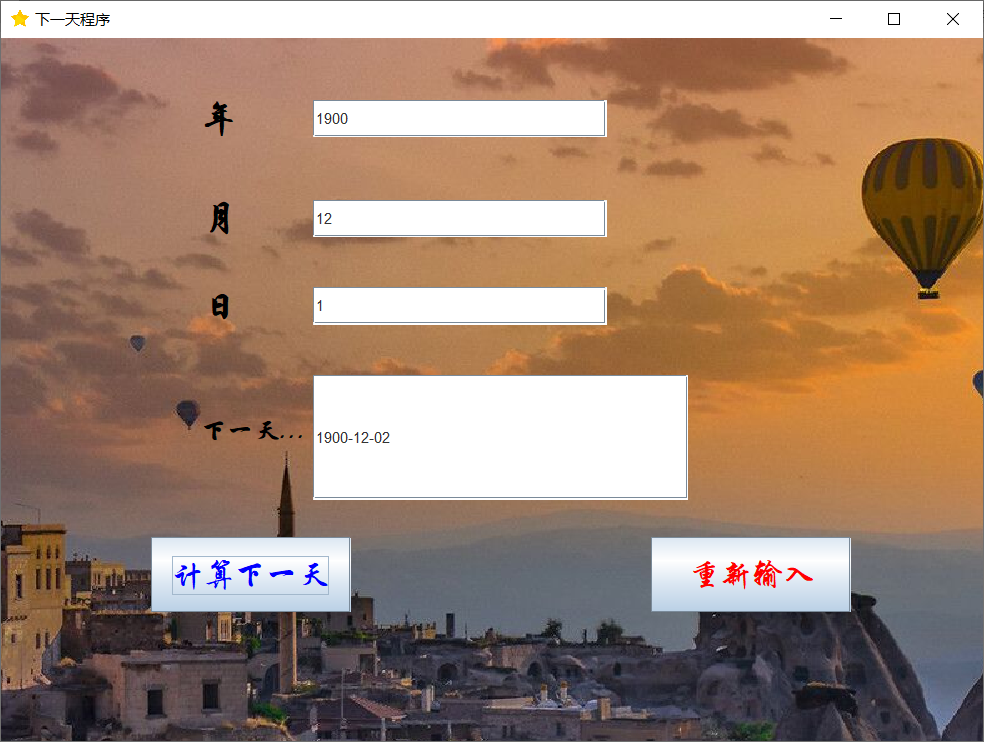 下一天程序
年 1900
月 12
日 1
下一天... 1900-12-02
计算下一天 重新输入